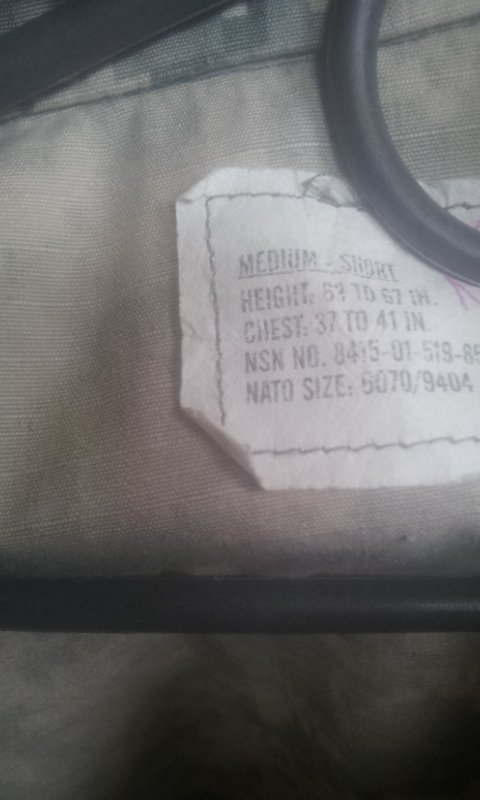 MEDIUM - SHORT
HEIGHT: 63 TO 67 IN.
CHEST: 37 TO 41 IN.
NSN NO. 8415-01-519-85
NATO SIZE: 6070/9404